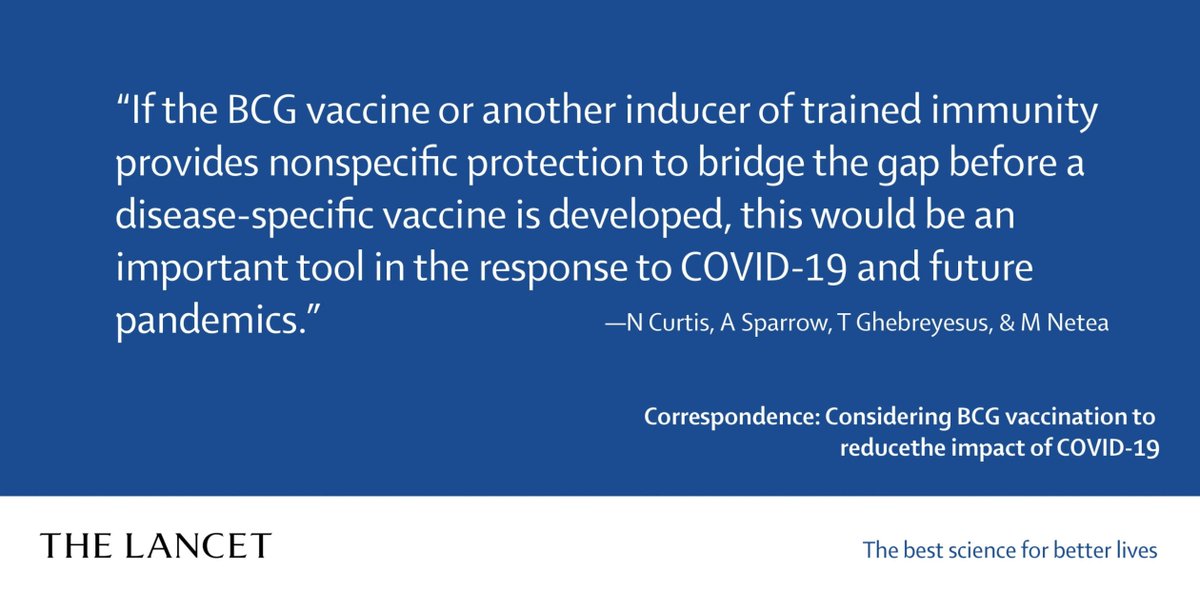 “If the BCG vaccine or another inducer of trained immunity
provides nonspecific protection to bridge the gap before a
disease-specific vaccine is developed, this would be an
important tool in the response to COVID-19 and future
pandemics.”
—N Curtis, A Sparrow, T Ghebreyesus, & M Netea
Correspondence: Considering BCG vaccination to
reducethe impact of COVID-19
THE LANCET
The best science for better lives